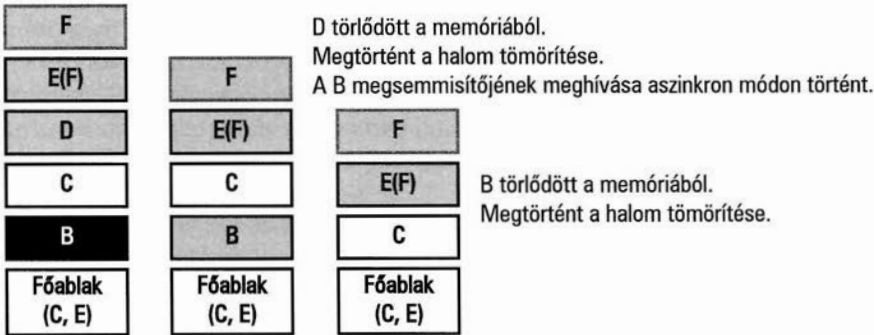 F
E(F)
D
C
B
Főablak
(C, E)
F
E(F)
C
B
Főablak
(C, E)
F
E(F)
C
Főablak
(C, E)
D törlődött a memóriából.
Megtörtént a halom tömörítése.
A B megsemmisítőjének meghívása aszinkron módon történt.
B törlődött a memóriából.
Megtörtént a halom tömörítése.